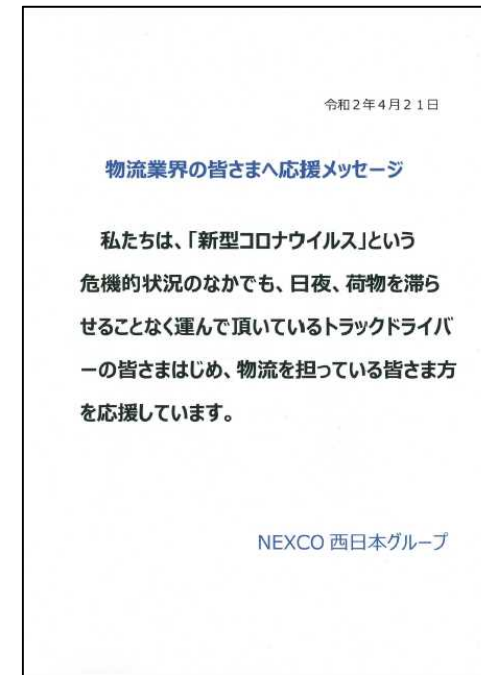 令和2年4月21日
物流業界の皆さまへ応援メッセージ
私たちは、「新型コロナウイルス」という
危機的状況のなかでも、日夜、荷物を滞ら
せることなく運んで頂いているトラックドライバ
ーの皆さまはじめ、物流を担っている皆さま方
を応援しています。
NEXCO 西日本グループ